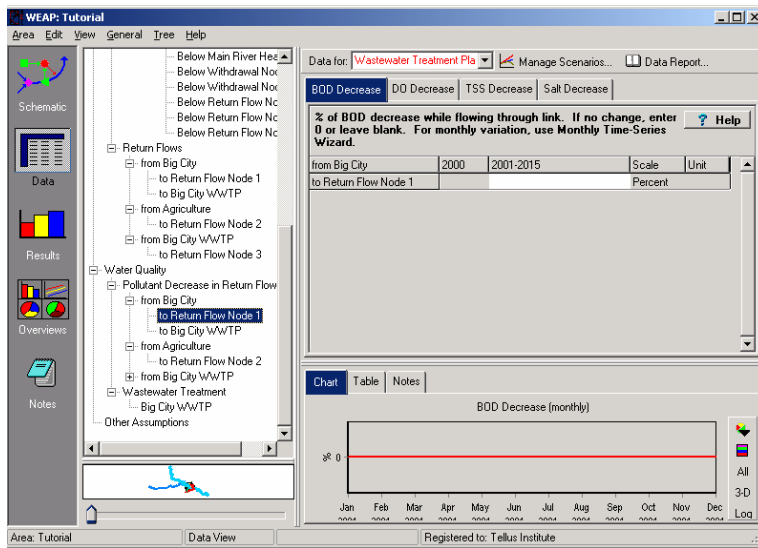 WEAP: Tutorial
Area Edit View General Tree Help
Schematic
Data
Results
Overviews
Notes
Below Main River Hea
Below Withdrawal Noc
Below Withdrawal Noc
Below Return Flow Nc
Below Return Flow Nc
Below Return Flow Nc
Return Flows
from Big City
to Return Flow Node 1
to Big City WWTP
from Agriculture
to Return Flow Node 2
from Big City WWTP
to Return Flow Node 3
Water Quality
Pollutant Decrease in Return Flow
from Big City
to Return Flow Node 1
to Big City WWTP
from Agriculture
to Return Flow Node 2
from Big City WWTP
Wastewater Treatment
Big City WWTP
Other Assumptions
Data for: Wastewater Treatment Pla Manage Scenarios... Data Report...
BOD Decrease DO Decrease TSS Decrease Salt Decrease
% of BOD decrease while flowing through link. If no change, enter
0 or leave blank. For monthly variation, use Monthly Time-Series
Wizard.
? Help
from Big City 2000 2001-2015 Scale Unit
to Return Flow Node 1 Percent
Chart Table Notes
BOD Decrease (monthly)
% 0
Jan Feb Mar Apr May Jun Jul Aug Sep Oct Nov Dec
All
3-D
Log
Area: Tutorial Data View Registered to: Tellus Institute